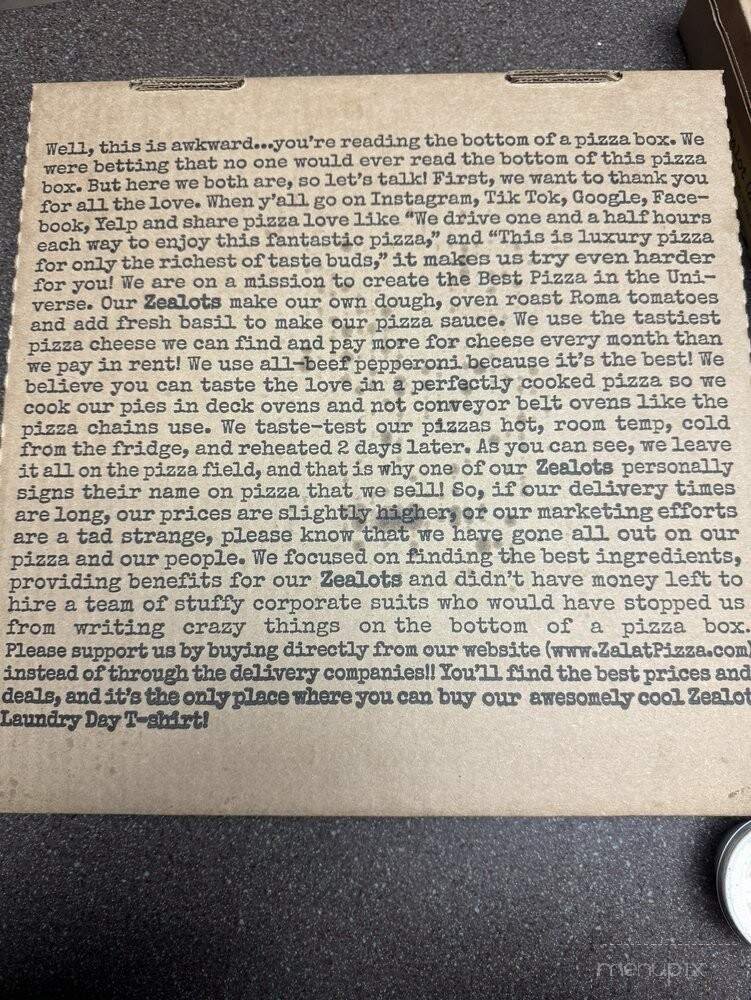 Well, this is awkward...you're reading the bottom of a pizza box. We
were betting that no one would ever read the bottom of this pizza
box. But here we both are, so let's talk! First, we want to thank you
for all the love. When y'all go on Instagram, Tik Tok, Google, Face-
book, Yelp and share pizza love like "We drive one and a half hours
each way to enjoy this fantastic pizza," and "This is luxury pizza
for only the richest of taste buds," it makes us try even harder
for you! We are on a mission to create the Best Pizza in the Uni-
verse. Our Zealots make our own dough, oven roast Roma tomatoes
and add fresh basil to make our pizza sauce. We use the tastiest
pizza cheese we can find and pay more for cheese every month than
we pay in rent! We use all-beef pepperoni because it's the best! We
believe you can taste the love in a perfectly cooked pizza so we
cook our pies in deck ovens and not conveyor belt ovens like the
pizza chains use. We taste-test our pizzas hot, room temp, cold
from the fridge, and reheated 2 days later. As you can see, we leave
it all on the pizza field, and that is why one of our Zealots personally
signs their name on pizza that we sell! So, if our delivery times
are long, our prices are slightly higher, or our marketing efforts
are a tad strange, please know that we have gone all out on our
pizza and our people. We focused on finding the best ingredients,
providing benefits for our Zealots and didn't have money left to
hire a team of stuffy corporate suits who would have stopped us
from writing crazy things on the bottom of a pizza box.
Please support us by buying directly from our website (www.ZalatPizza.com)
instead of through the delivery companies!! You'll find the best prices and
deals, and it's the only place where you can buy our awesomely cool Zealot
Laundry Day T-shirt!
menupix